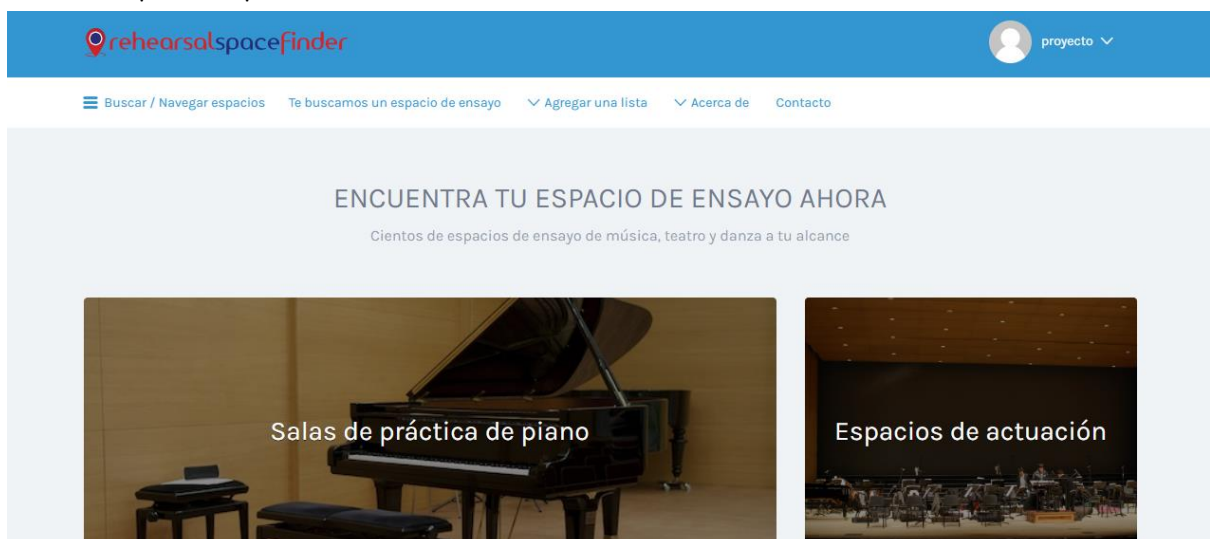 rehearsalspacefinder
proyecto
Buscar / Navegar espacios Te buscamos un espacio de ensayo Agregar una lista Acerca de Contacto
ENCUENTRA TU ESPACIO DE ENSAYO AHORA
Cientos de espacios de ensayo de música, teatro y danza a tu alcance
Salas de práctica de piano
Espacios de actuación